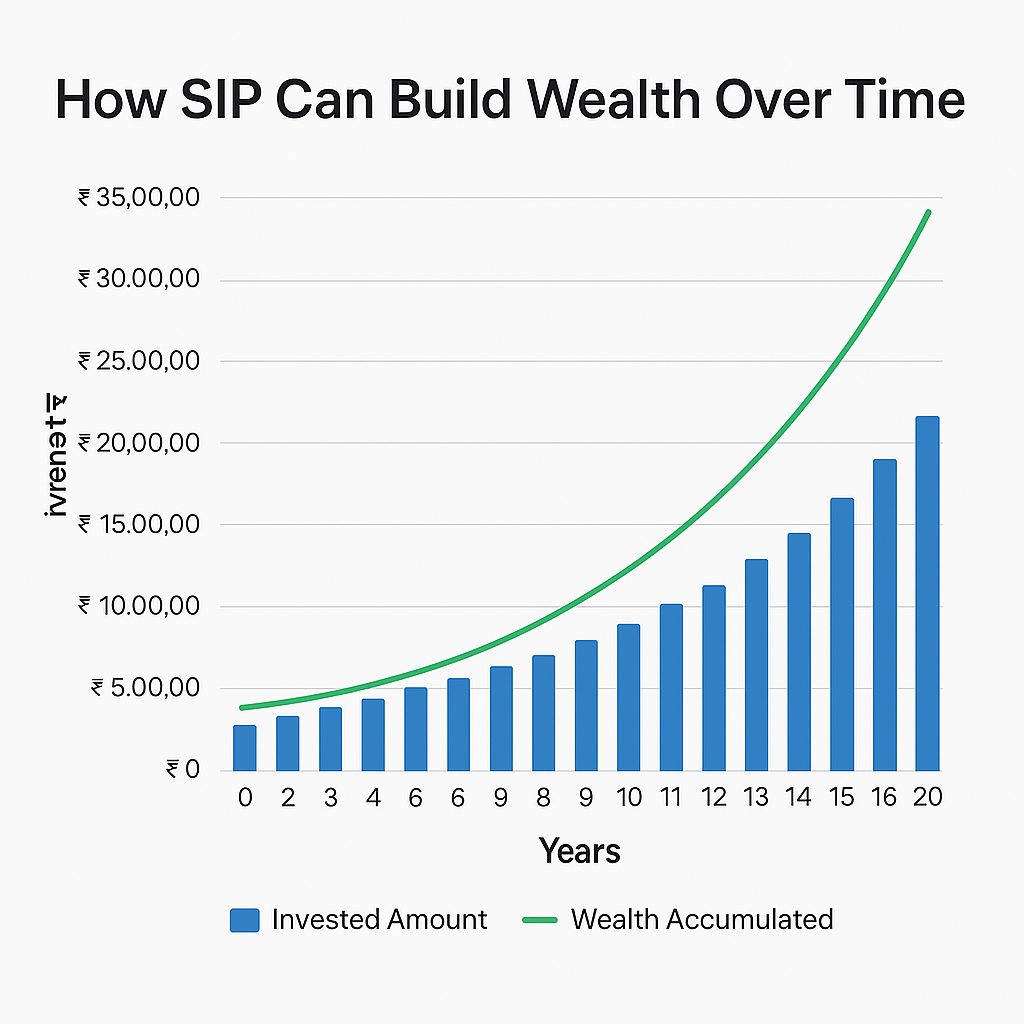 How SIP Can Build Wealth Over Time
₹ 35,00,00
₹ 30.00,00
₹ 25.00,00
₹ 20,00,00
₹ 15.00,00
₹ 10.00,00
₹ 5.00,00
₹ 0
0 2 3 4 6 6 9 8 9 10 11 12 13 14 15 16 20
Years
Invested Amount Wealth Accumulated